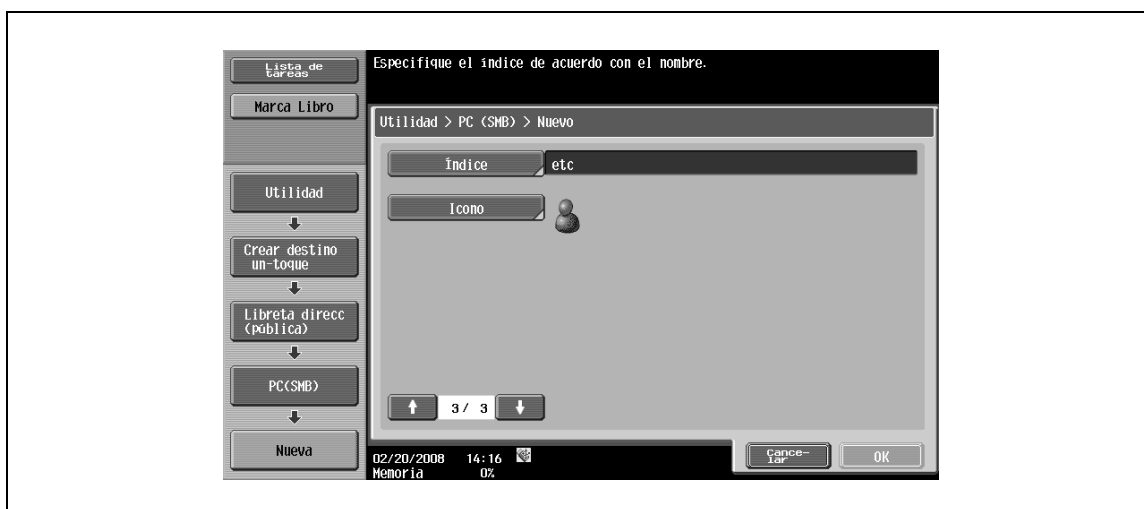 Lista de
tareas
Especifique el índice de acuerdo con el nombre.
Marca Libro
Utilidad > PC (SMB) > Nuevo
Índice
etc
Utilidad
Icono
Crear destino
un-toque
Libreta direcc
(pública)
PC(SMB)
3/ 3
Nueva
02/20/2008 14:16
Memoria 0%
Cance-
lar
OK